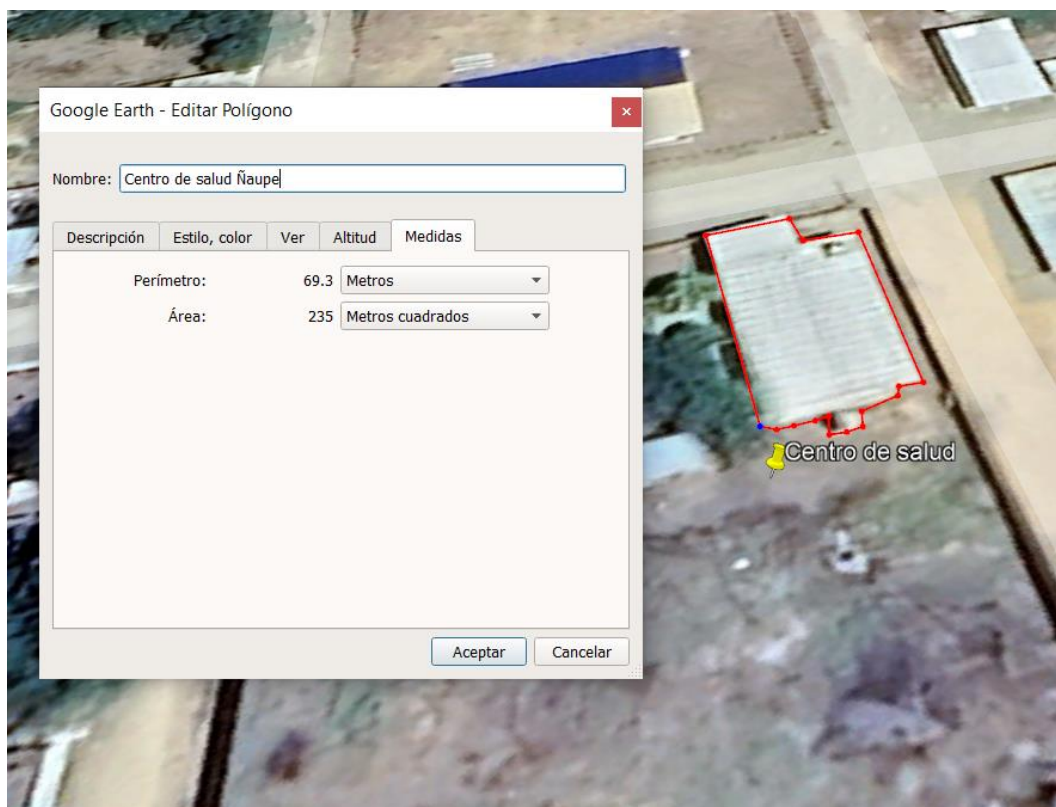 Google Earth - Editar Polígono
Nombre: Centro de salud Ñaupe
Descripción Estilo, color Ver Altitud Medidas
Perímetro: 69.3 Metros
Área: 235 Metros cuadrados
Aceptar Cancelar
Centro de salud